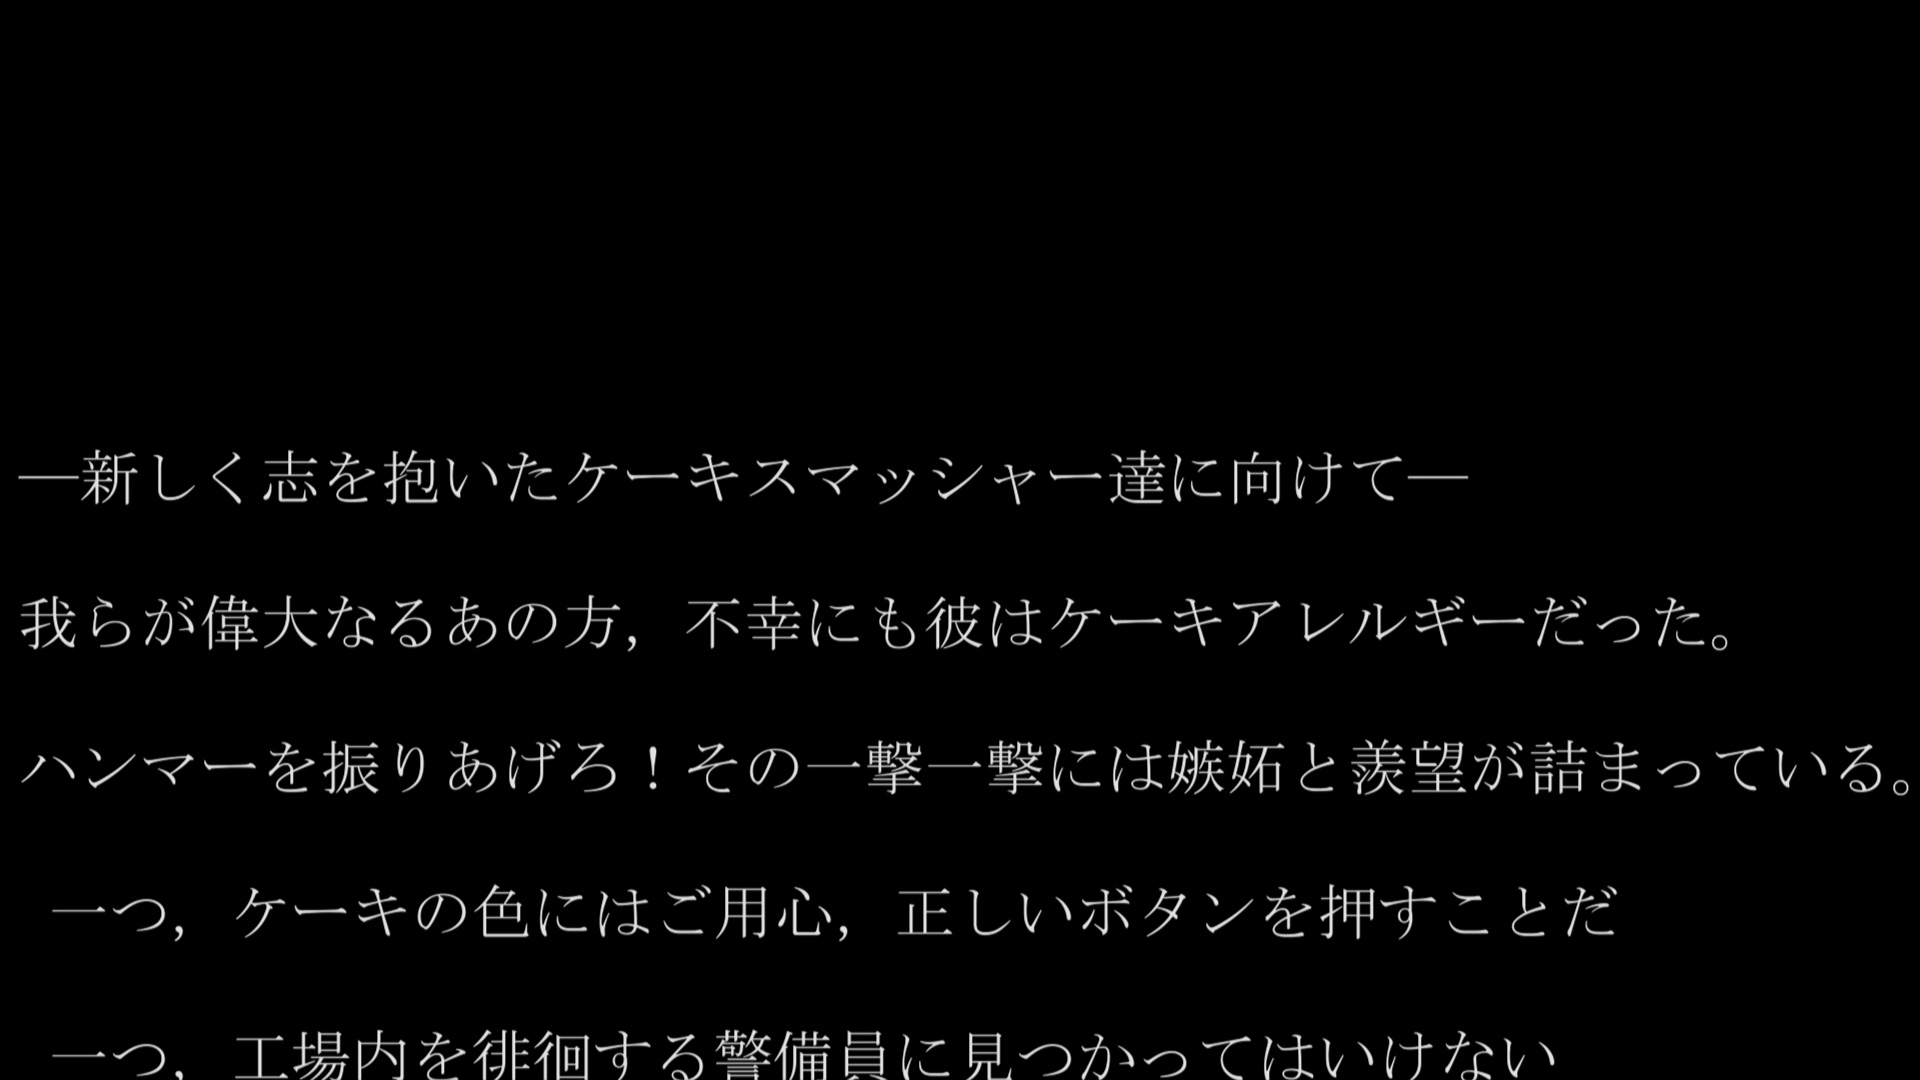 ―新しく志を抱いたケーキスマッシャー達に向けて―
我らが偉大なるあの方，不幸にも彼はケーキアレルギーだった。
ハンマーを振りあげろ！その一撃一撃には嫉妬と羨望が詰まっている。
一つ，ケーキの色にはご用心，正しいボタンを押すことだ
一つ，工場内を徘徊する警備員に見つかってはいけない